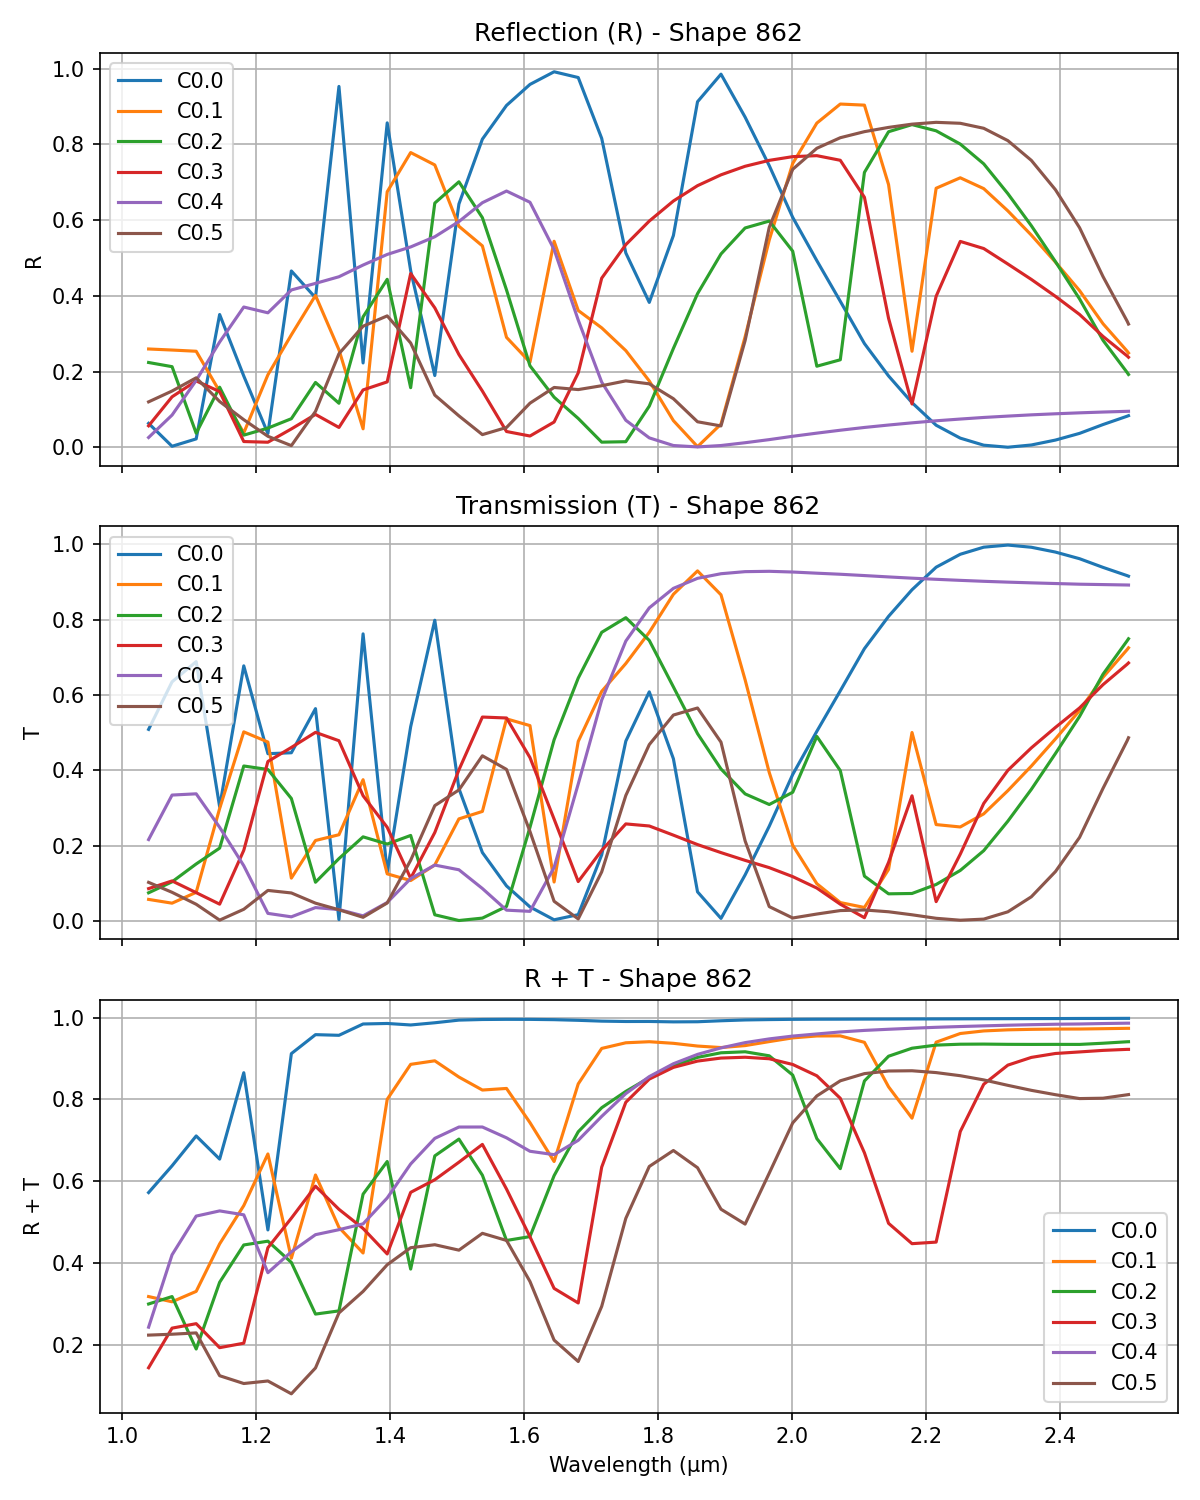 Reflection (R) - Shape 862
1.0
0.8
0.6
0.4
0.2
0.0
R
C0.0
C0.1
C0.2
C0.3
C0.4
C0.5
Transmission (T) - Shape 862
1.0
0.8
0.6
0.4
0.2
0.0
T
C0.0
C0.1
C0.2
C0.3
C0.4
C0.5
R + T - Shape 862
1.0
0.8
0.6
0.4
0.2
R + T
C0.0
C0.1
C0.2
C0.3
C0.4
C0.5
1.0 1.2 1.4 1.6 1.8 2.0 2.2 2.4
Wavelength (μm)